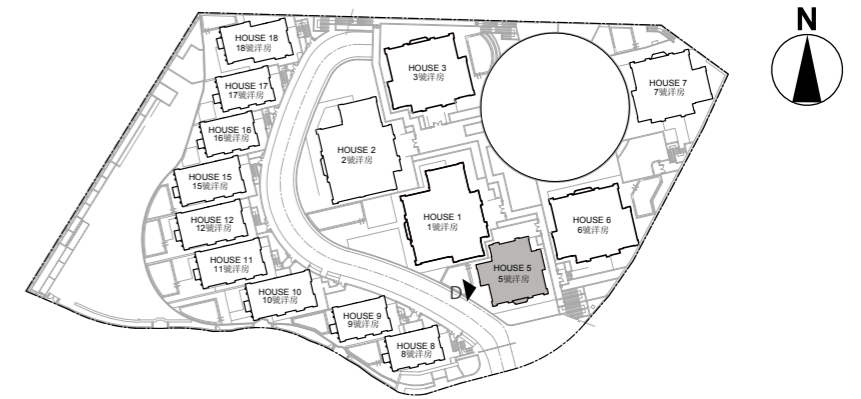 N
HOUSE 18
18號洋房
HOUSE 3
3號洋房
HOUSE 7
7號洋房
HOUSE 17
17號洋房
HOUSE 16
16號洋房
HOUSE 2
2號洋房
HOUSE 15
15號洋房
HOUSE 12
12號洋房
HOUSE 1
1號洋房
HOUSE 6
6號洋房
HOUSE 11
11號洋房
HOUSE 5
5號洋房
HOUSE 10
10號洋房
D
HOUSE 9
9號洋房
HOUSE 8
8號洋房